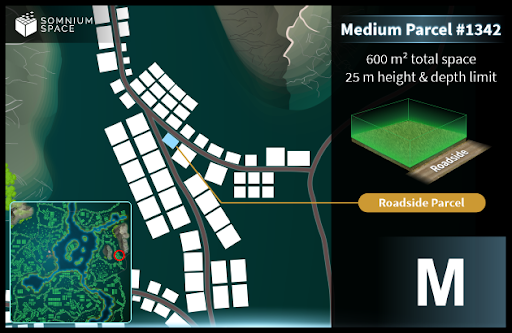 SOMNIUM
SPACE
Medium Parcel #1342
600 m² total space
25 m height & depth limit
Roadside
Roadside Parcel
M